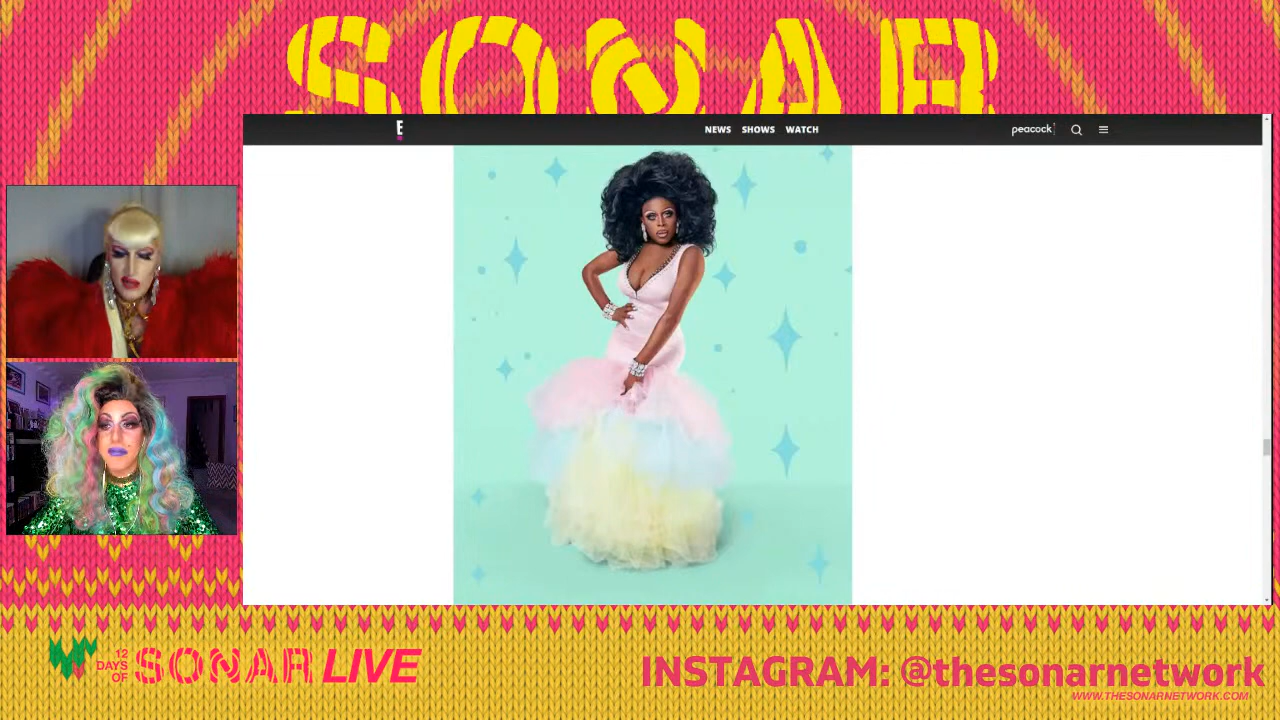 SONAR
E
NEWS SHOWS WATCH
peacock
12
DAYS
OF
SONAR LIVE
INSTAGRAM: @thesonarnetwork
WWW.THESONARNETWORK.COM